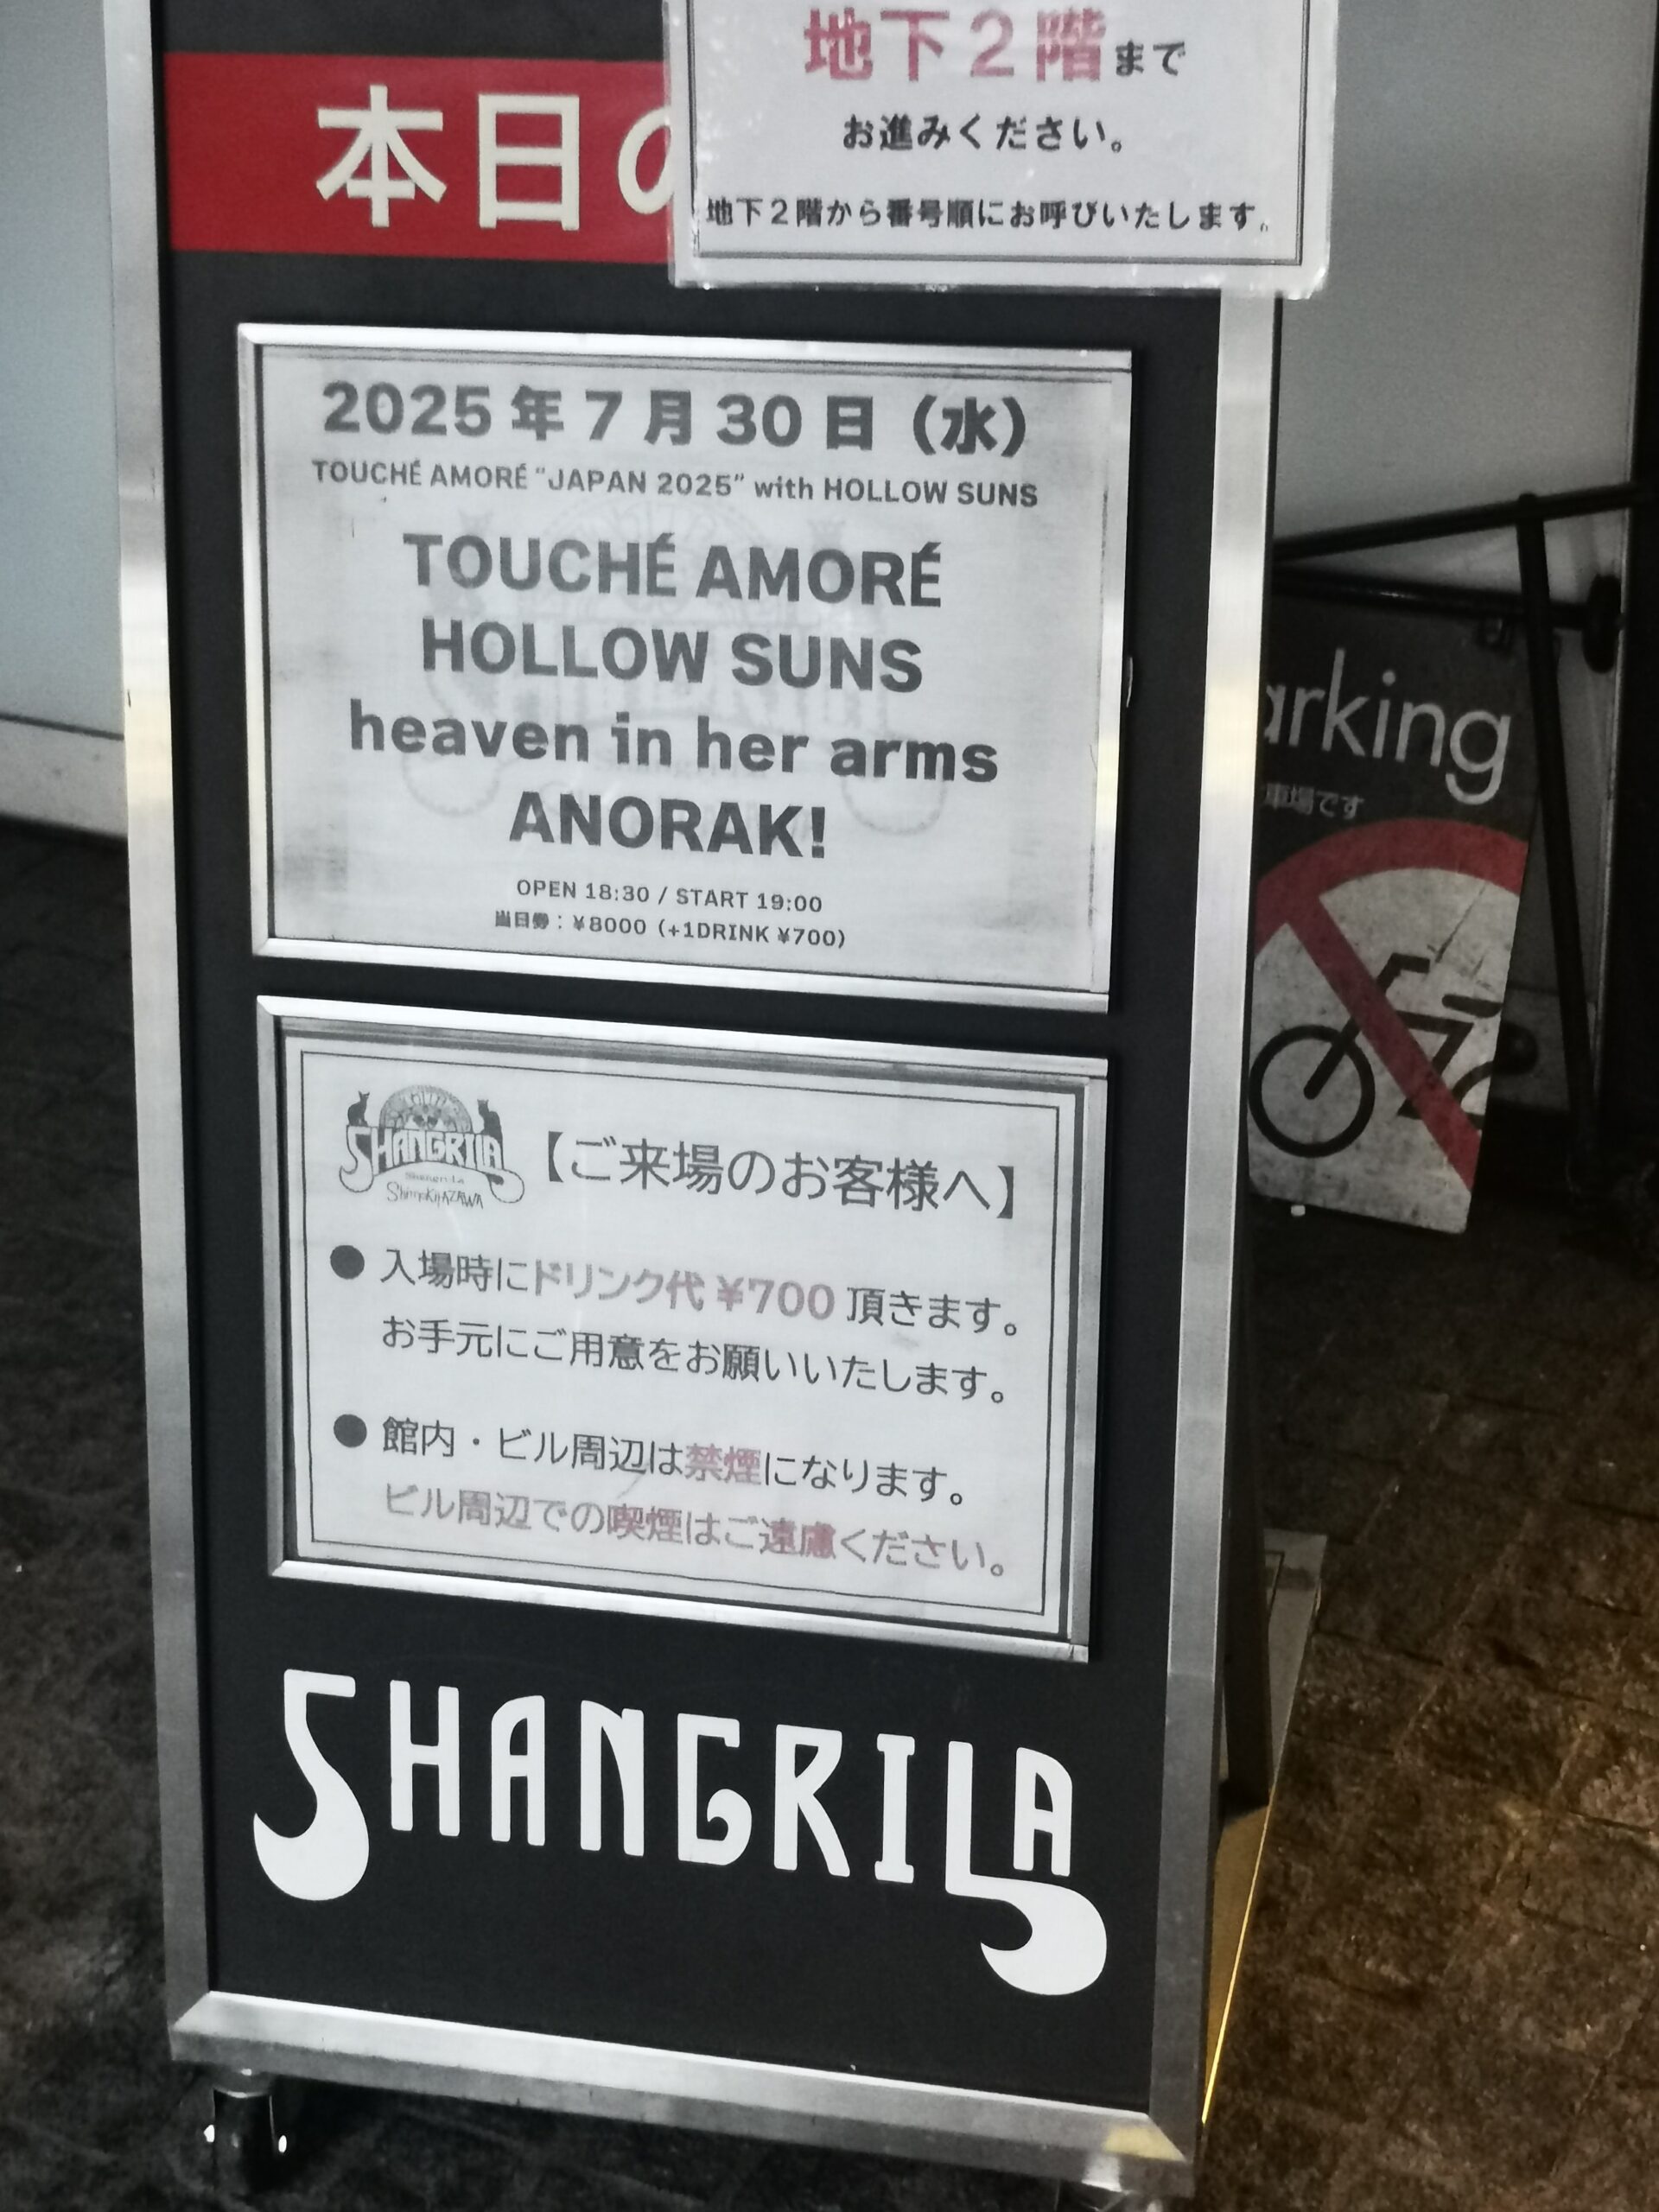 地下２階まで
お進みください。
地下２階から番号順にお呼びいたします。
本日の
2025年7月30日（水）
TOUCHÉ AMORÉ “JAPAN 2025” with HOLLOW SUNS
TOUCHÉ AMORÉ
HOLLOW SUNS
heaven in her arms
ANORAK!
OPEN 18:30 / START 19:00
当日券：¥8000（+1DRINK ¥700）
SHANGRILA
Shangri-La
ShimoKitAZAWA
【ご来場のお客様へ】
● 入場時にドリンク代￥700 頂きます。
お手元にご用意をお願いいたします。
● 館内・ビル周辺は禁煙になります。
ビル周辺での喫煙はご遠慮ください。
SHANGRILA
arking
車場です